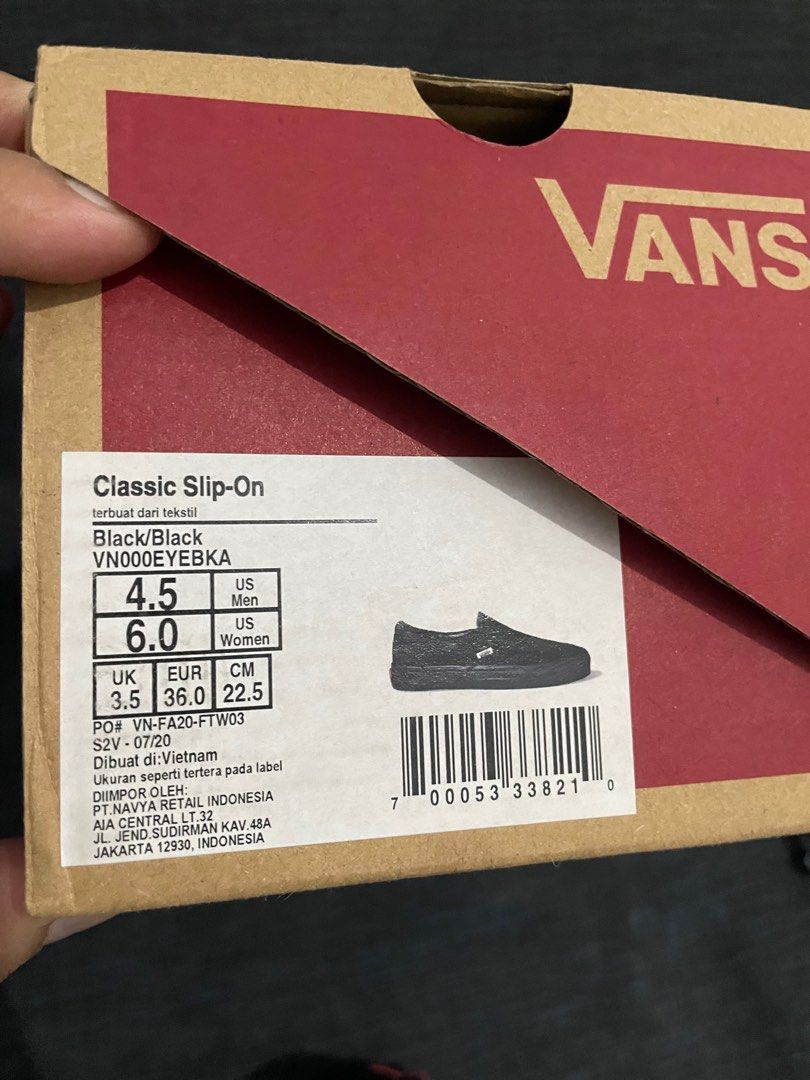 VANS
Classic Slip-On
terbuat dari tekstil
Black/Black
VN000EYEBKA
4.5 US Men
6.0 US Women
UK EUR CM
3.5 36.0 22.5
PO# VN-FA20-FTW03
S2V - 07/20
Dibuat di:Vietnam
Ukuran seperti tertera pada label
DIIMPOR OLEH:
PT.NAVYA RETAIL INDONESIA
AIA CENTRAL LT.32
JL. JEND.SUDIRMAN KAV.48A
JAKARTA 12930, INDONESIA
7 00053 33821 0